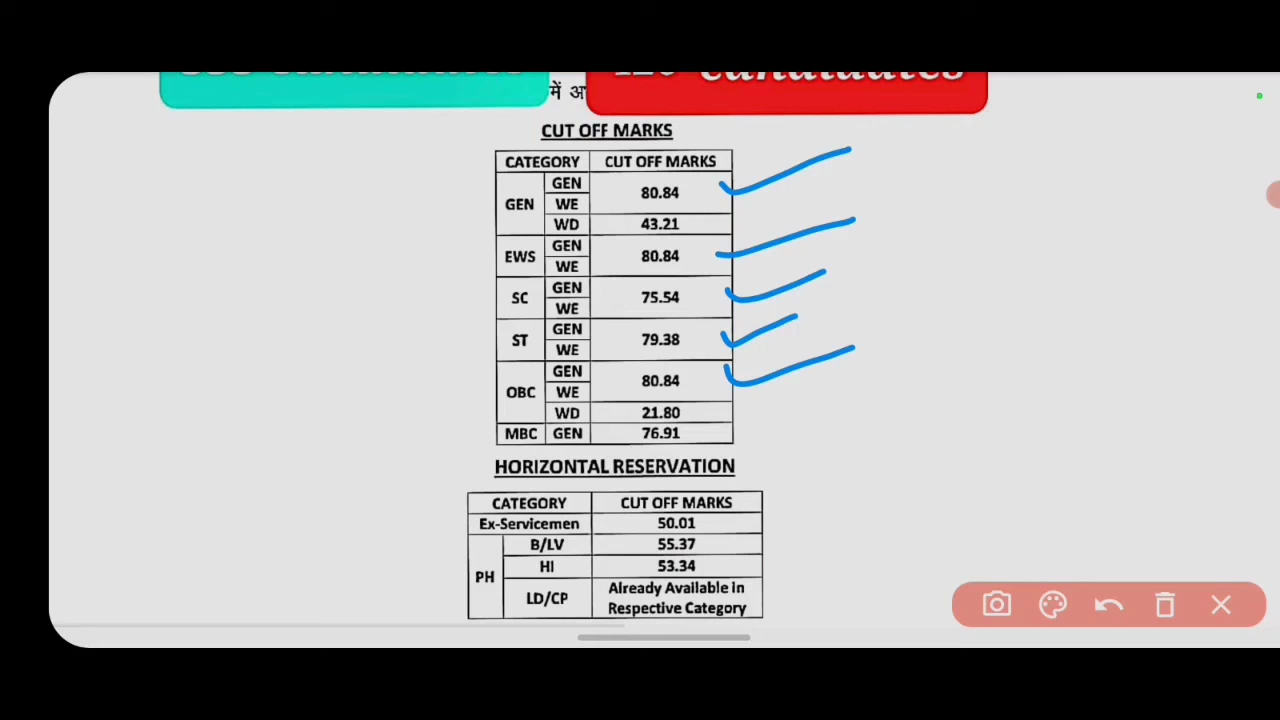 candidates
candidates
में
CUT OFF MARKS
CATEGORY CUT OFF MARKS
GEN GEN 80.84
WE
WD 43.21
EWS GEN 80.84
WE
SC GEN 75.54
WE
ST GEN 79.38
WE
OBC GEN 80.84
WE
WD 21.80
MBC GEN 76.91
HORIZONTAL RESERVATION
CATEGORY CUT OFF MARKS
Ex-Servicemen 50.01
PH B/LV 55.37
HI 53.34
LD/CP Already Available in
Respective Category